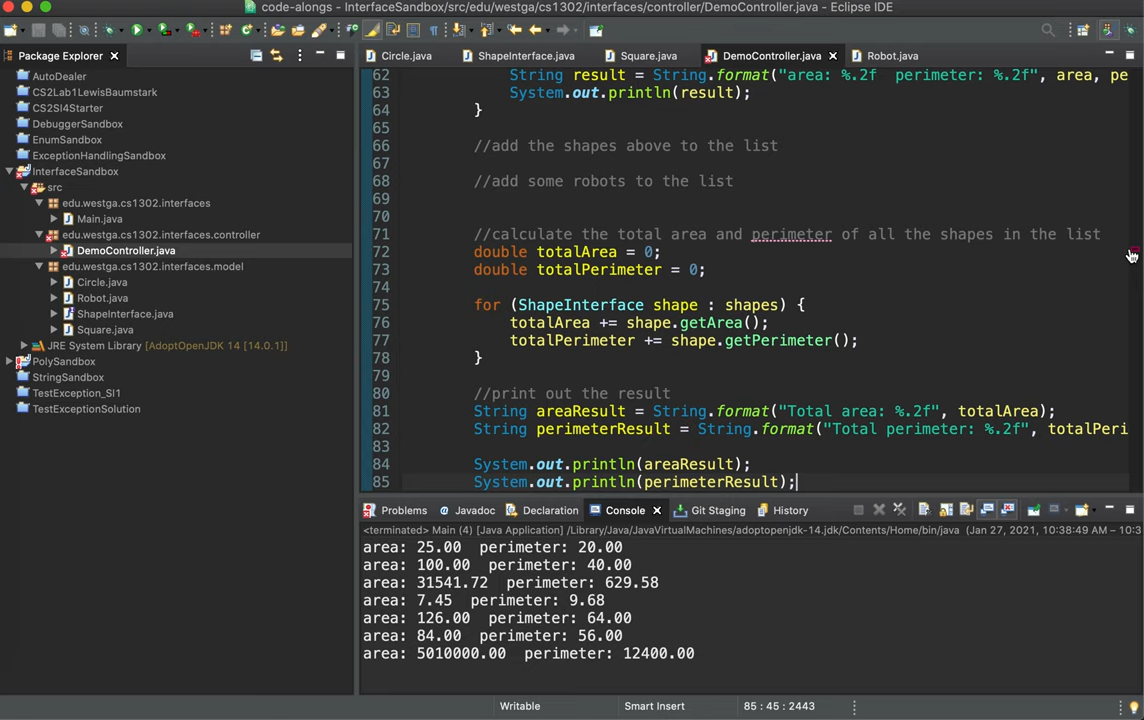 code-alongs - InterfaceSandbox/src/edu/westga/cs1302/interfaces/controller/DemoController.java - Eclipse IDE
Package Explorer
Circle.java
ShapeInterface.java
Square.java
DemoController.java
Robot.java
AutoDealer
CS2Lab1LewisBaumstark
CS2SI4Starter
DebuggerSandbox
EnumSandbox
ExceptionHandlingSandbox
InterfaceSandbox
src
edu.westga.cs1302.interfaces
Main.java
edu.westga.cs1302.interfaces.controller
DemoController.java
edu.westga.cs1302.interfaces.model
Circle.java
Robot.java
ShapeInterface.java
Square.java
JRE System Library [AdoptOpenJDK 14 [14.0.1]]
PolySandbox
StringSandbox
TestException_SI1
TestExceptionSolution
62 String result = String.format("area: %.2f  perimeter: %.2f", area, pe
63 System.out.println(result);
64 }
65
66 //add the shapes above to the list
67
68 //add some robots to the list
69
70
71 //calculate the total area and perimeter of all the shapes in the list
72 double totalArea = 0;
73 double totalPerimeter = 0;
74
75 for (ShapeInterface shape : shapes) {
76 totalArea += shape.getArea();
77 totalPerimeter += shape.getPerimeter();
78 }
79
80 //print out the result
81 String areaResult = String.format("Total area: %.2f", totalArea);
82 String perimeterResult = String.format("Total perimeter: %.2f", totalPeri
83
84 System.out.println(areaResult);
85 System.out.println(perimeterResult);
Problems Javadoc Declaration Console Git Staging History
<terminated> Main (4) [Java Application] /Library/Java/JavaVirtualMachines/adoptopenjdk-14.jdk/Contents/Home/bin/java (Jan 27, 2021, 10:38:49 AM – 10:3
area: 25.00  perimeter: 20.00
area: 100.00  perimeter: 40.00
area: 31541.72  perimeter: 629.58
area: 7.45  perimeter: 9.68
area: 126.00  perimeter: 64.00
area: 84.00  perimeter: 56.00
area: 5010000.00  perimeter: 12400.00
Writable Smart Insert 85 : 45 : 2443